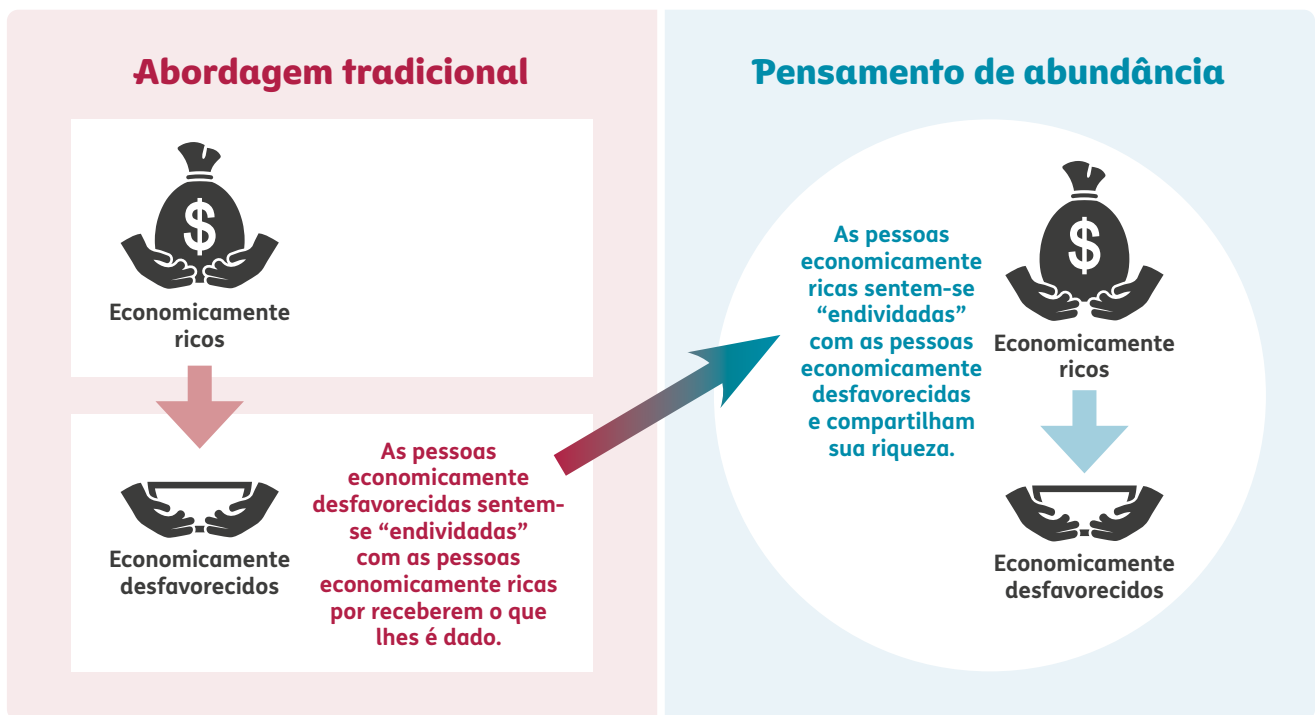 Abordagem tradicional
$
Economicamente
ricos
Economicamente
desfavorecidos
As pessoas
economicamente
desfavorecidas sentem-
se “endividadas”
com as pessoas
economicamente ricas
por receberem o que
lhes é dado.
Pensamento de abundância
As pessoas
economicamente
ricas sentem-se
“endividadas”
com as pessoas
economicamente
desfavorecidas
e compartilham
sua riqueza.
$
Economicamente
ricos
Economicamente
desfavorecidos